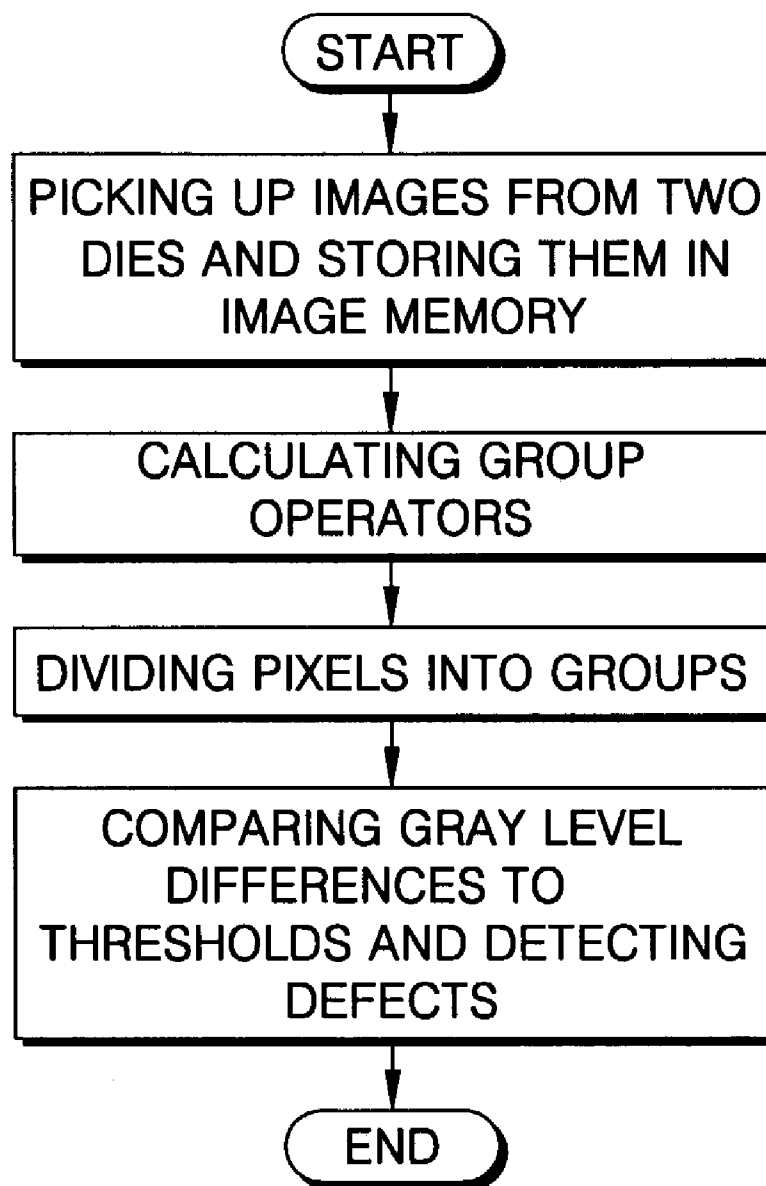 START
PICKING UP IMAGES FROM TWO
DIES AND STORING THEM IN
IMAGE MEMORY
CALCULATING GROUP
OPERATORS
DIVIDING PIXELS INTO GROUPS
COMPARING GRAY LEVEL
DIFFERENCES TO
THRESHOLDS AND DETECTING
DEFECTS
END